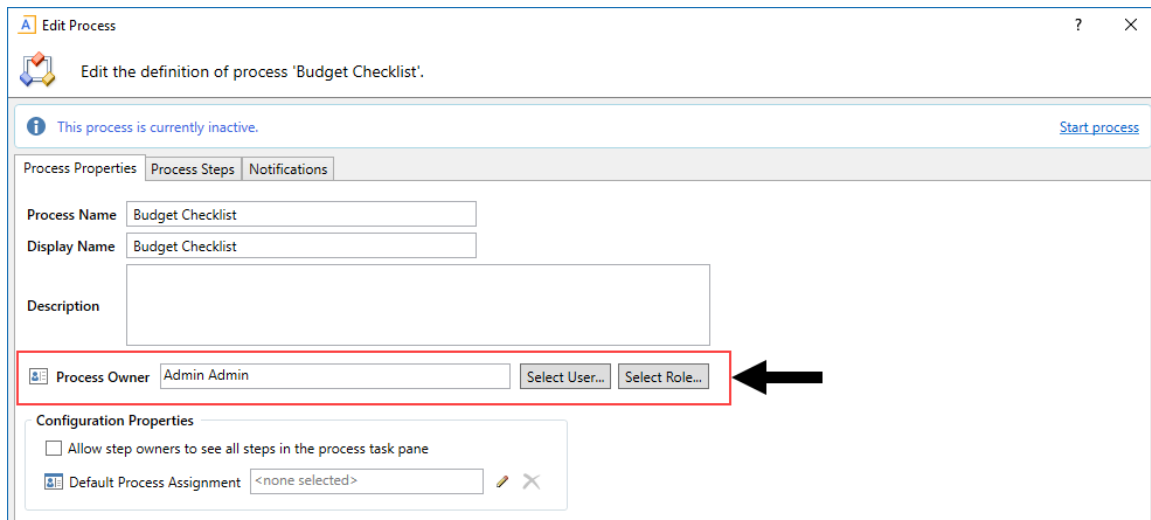 A Edit Process ?
Edit the definition of process 'Budget Checklist'.
This process is currently inactive. Start process
Process Properties Process Steps Notifications
Process Name Budget Checklist
Display Name Budget Checklist
Description
Process Owner Admin Admin Select User... Select Role...
Configuration Properties
Allow step owners to see all steps in the process task pane
Default Process Assignment <none selected>